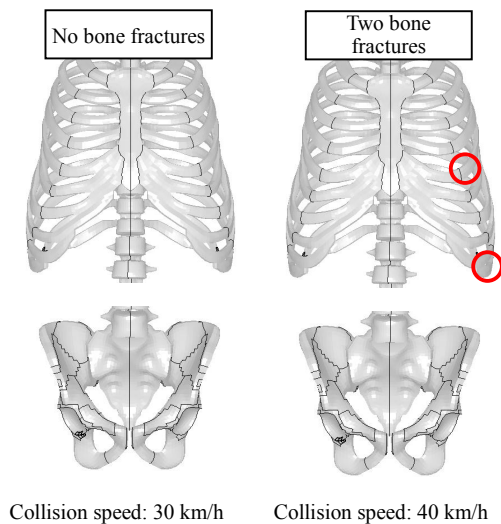 No bone fractures
Two bone
fractures
Collision speed: 30 km/h
Collision speed: 40 km/h